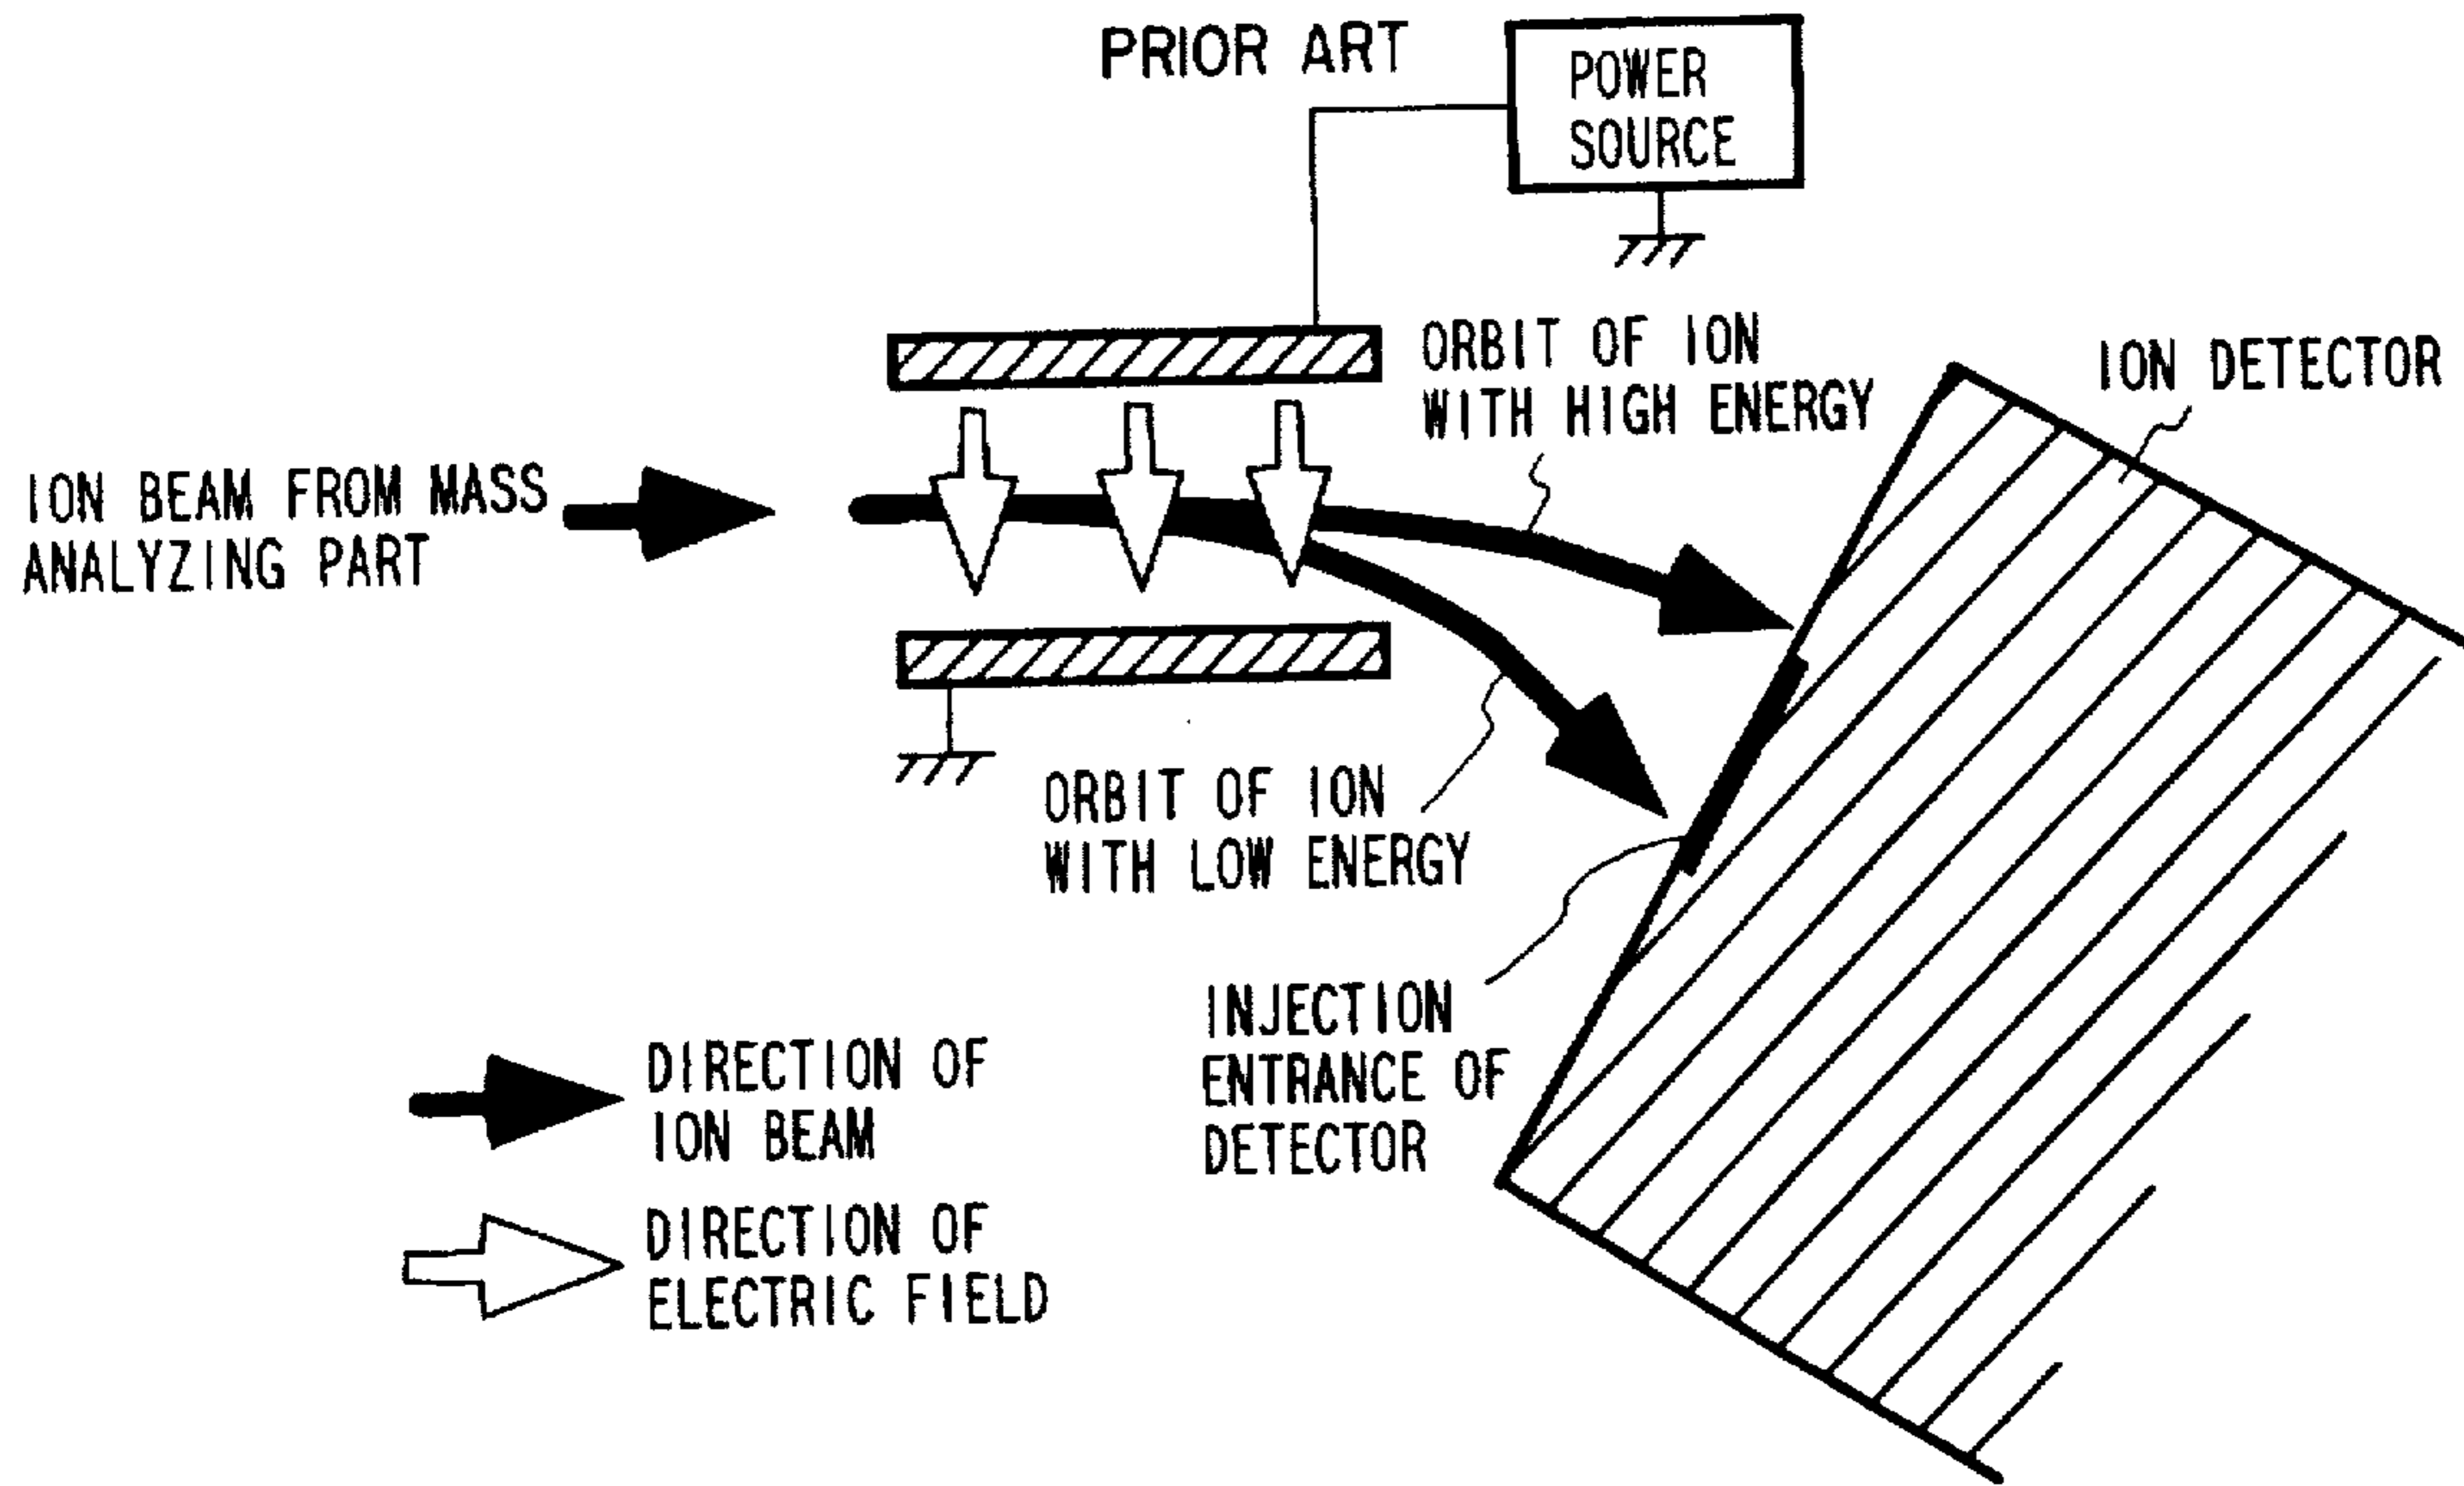 PRIOR ART
POWER
SOURCE
ORBIT OF ION
WITH HIGH ENERGY
ION DETECTOR
ION BEAM FROM MASS
ANALYZING PART
ORBIT OF ION
WITH LOW ENERGY
INJECTION
ENTRANCE OF
DETECTOR
DIRECTION OF
ION BEAM
DIRECTION OF
ELECTRIC FIELD